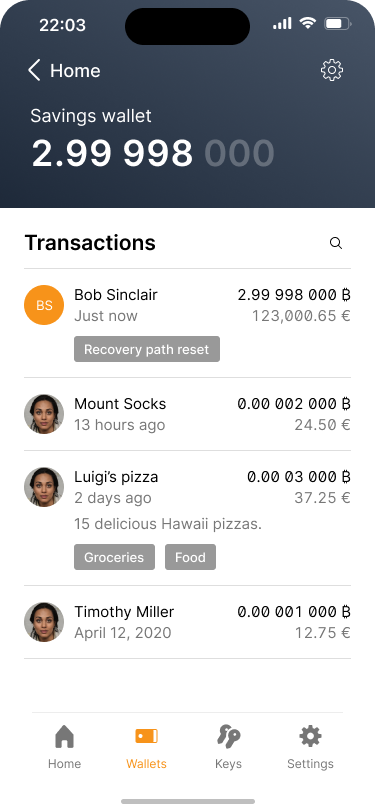 22:03
Home
Savings wallet
2.99 998 000
Transactions
BS
Bob Sinclair
2.99 998 000 ₿
Just now
123,000.65 €
Recovery path reset
Mount Socks
0.00 002 000 ₿
13 hours ago
24.50 €
Luigi’s pizza
0.00 03 000 ₿
2 days ago
37.25 €
15 delicious Hawaii pizzas.
Groceries
Food
Timothy Miller
0.00 001 000 ₿
April 12, 2020
12.75 €
Home
Wallets
Keys
Settings